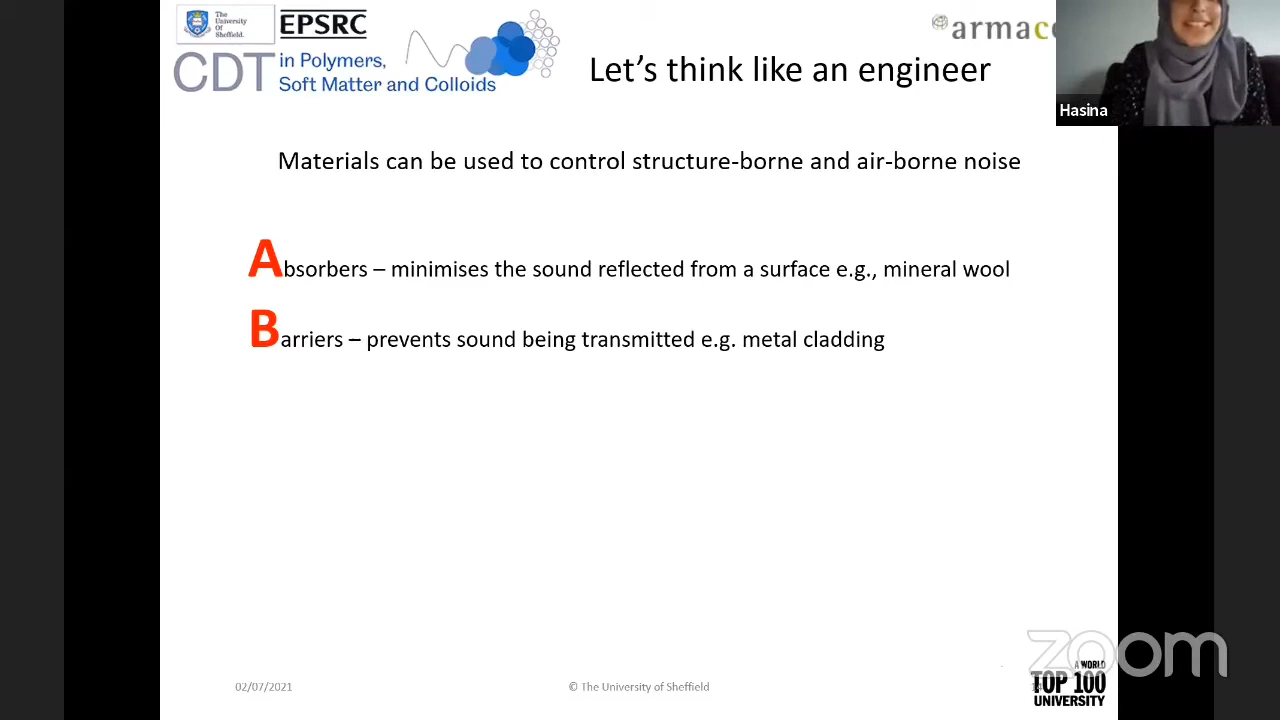 The
University
Of
Sheffield.
EPSRC
CDT
in Polymers,
Soft Matter and Colloids
armac
Let's think like an engineer
Hasina
Materials can be used to control structure-borne and air-borne noise
Absorbers – minimises the sound reflected from a surface e.g., mineral wool
Barriers – prevents sound being transmitted e.g. metal cladding
02/07/2021
© The University of Sheffield
zoom
A WORLD
TOP 100
UNIVERSITY